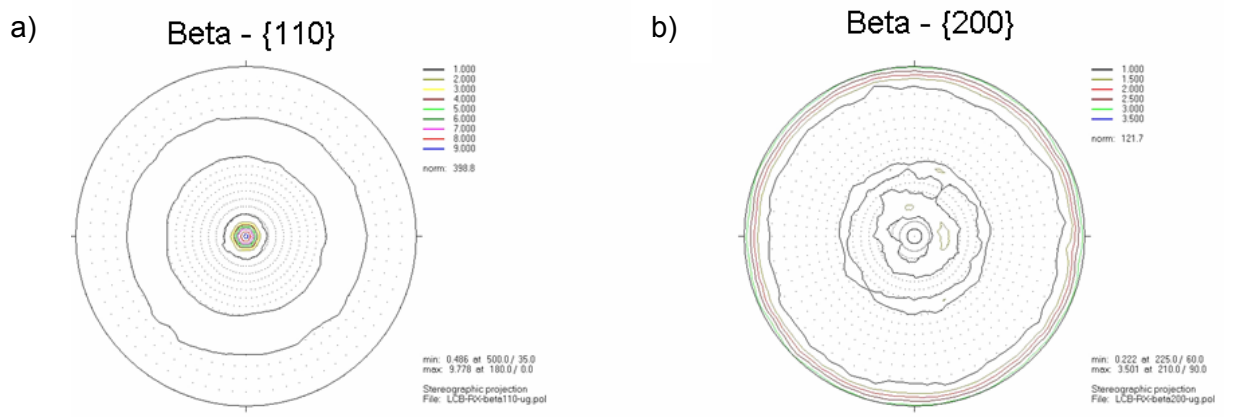 a)
Beta - {110}
1.000
2.000
3.000
4.000
5.000
6.000
7.000
8.000
9.000
norm: 398.8
min: 0.486 at 500.0 / 35.0
max: 9.778 at 180.0 / 0.0
Stereographic projection
File: LCB-RX-beta110-ug.pol
b)
Beta - {200}
1.000
1.500
2.000
2.500
3.000
3.500
norm: 121.7
min: 0.222 at 225.0 / 60.0
max: 3.501 at 210.0 / 90.0
Stereographic projection
File: LCB-RX-beta200-ug.pol